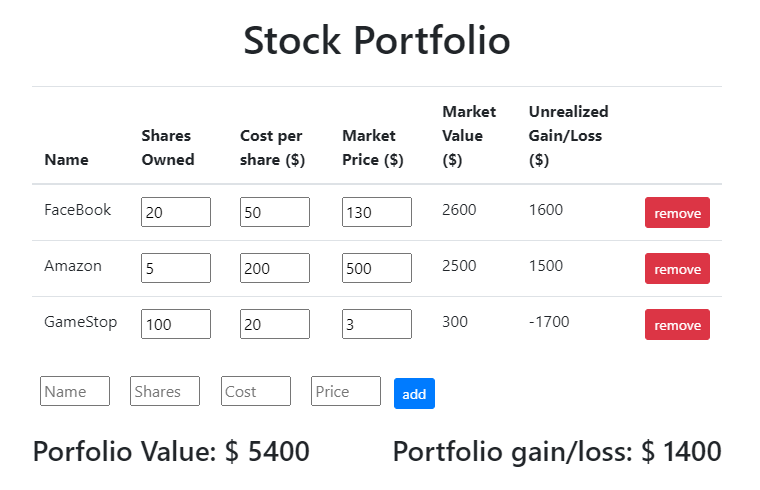 Stock Portfolio
Name Shares Owned Cost per share ($) Market Price ($) Market Value ($) Unrealized Gain/Loss ($)
FaceBook 20 50 130 2600 1600 remove
Amazon 5 200 500 2500 1500 remove
GameStop 100 20 3 300 -1700 remove
Name Shares Cost Price add
Porfolio Value: $ 5400 Portfolio gain/loss: $ 1400